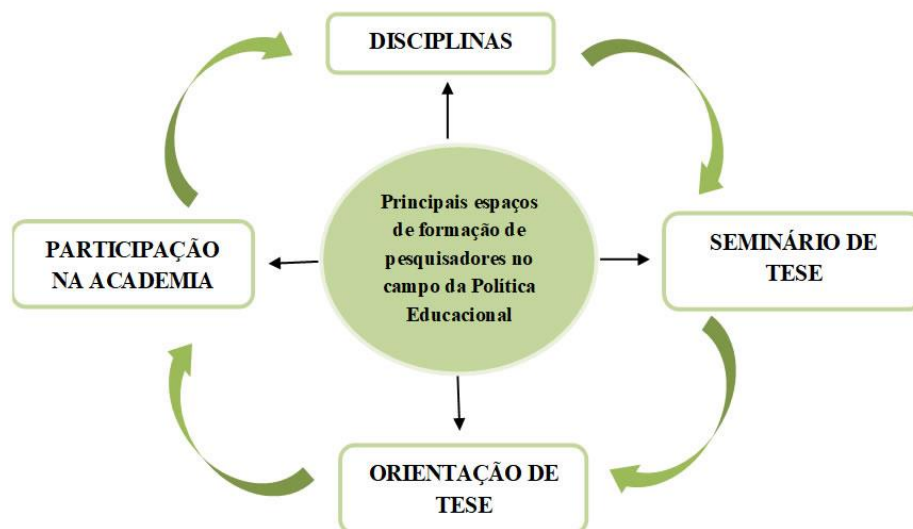 DISCIPLINAS
Principais espaços
de formação de
pesquisadores no
campo da Política
Educacional
PARTICIPAÇÃO
NA ACADEMIA
SEMINÁRIO DE
TESE
ORIENTAÇÃO DE
TESE